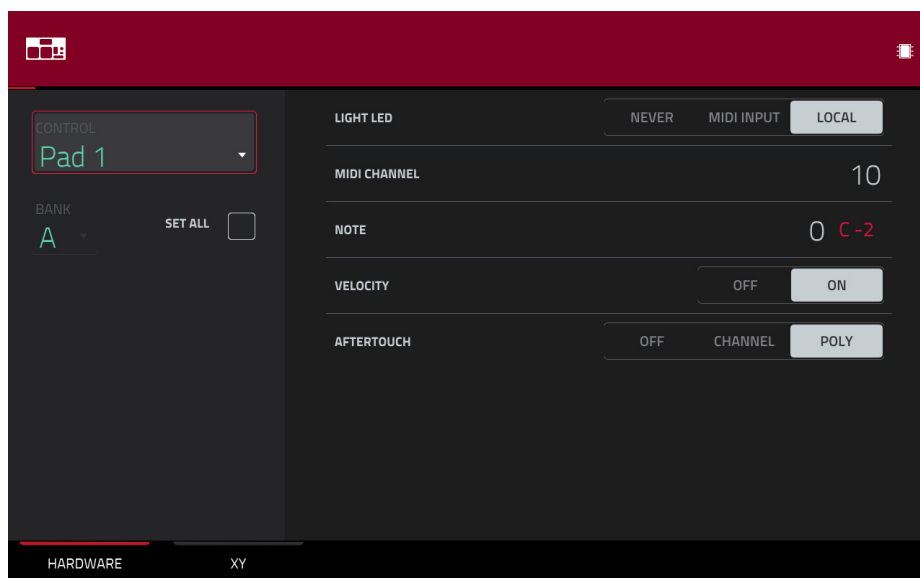 CONTROL
Pad 1
BANK
A
SET ALL
LIGHT LED NEVER MIDI INPUT LOCAL
MIDI CHANNEL 10
NOTE 0 C -2
VELOCITY OFF ON
AFTERTOUCH OFF CHANNEL POLY
HARDWARE XY